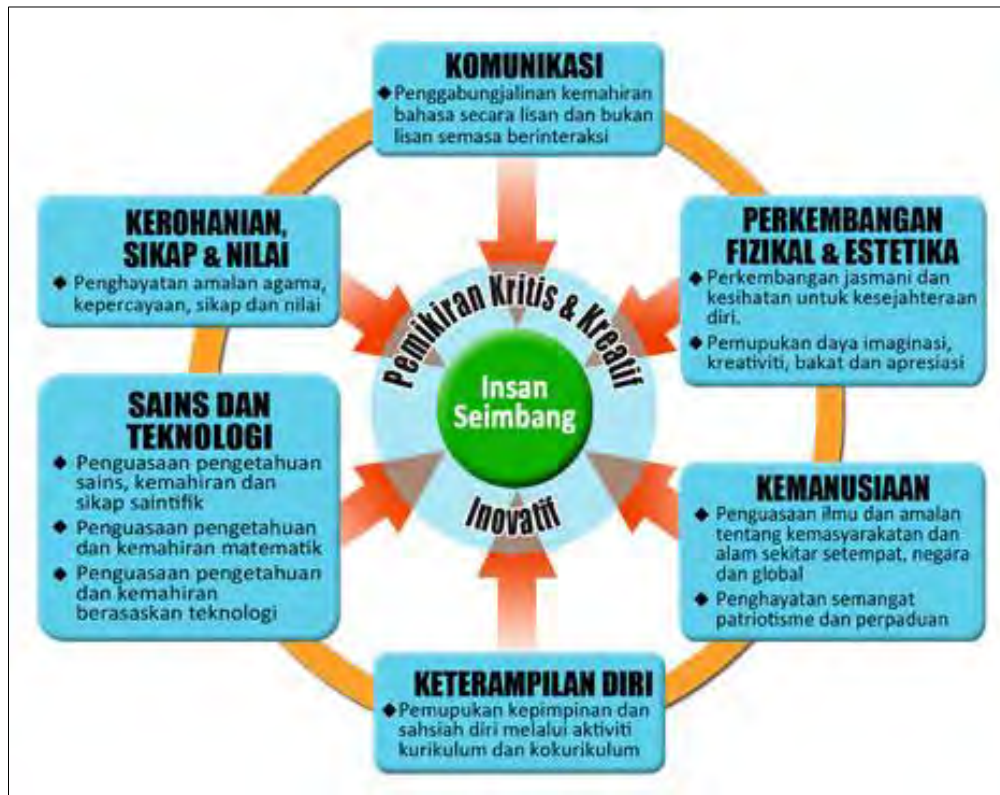 KOMUNIKASI
◆ Penggabungjalinan kemahiran
bahasa secara lisan dan bukan
lisan semasa berinteraksi
KEROHANIAN,
SIKAP & NILAI
◆ Penghayatan amalan agama,
kepercayaan, sikap dan nilai
PERKEMBANGAN
FIZIKAL & ESTETIKA
◆ Perkembangan jasmani dan
kesihatan untuk kesejahteraan
diri.
◆ Pemupukan daya imaginasi,
kreativiti, bakat dan apresiasi
Pemikiran Kritis & Kreatif
Insan
Seimbang
Inovatif
SAINS DAN
TEKNOLOGI
◆ Penguasaan pengetahuan
sains, kemahiran dan
sikap saintifik
◆ Penguasaan pengetahuan
dan kemahiran matematik
◆ Penguasaan pengetahuan
dan kemahiran
berasaskan teknologi
KEMANUSIAAN
◆ Penguasaan ilmu dan amalan
tentang kemasyarakatan dan
alam sekitar setempat, negara
dan global
◆ Penghayatan semangat
patriotisme dan perpaduan
KETERAMPILAN DIRI
◆ Pemupukan kepimpinan dan
sahsiah diri melalui aktiviti
kurikulum dan kokurikulum